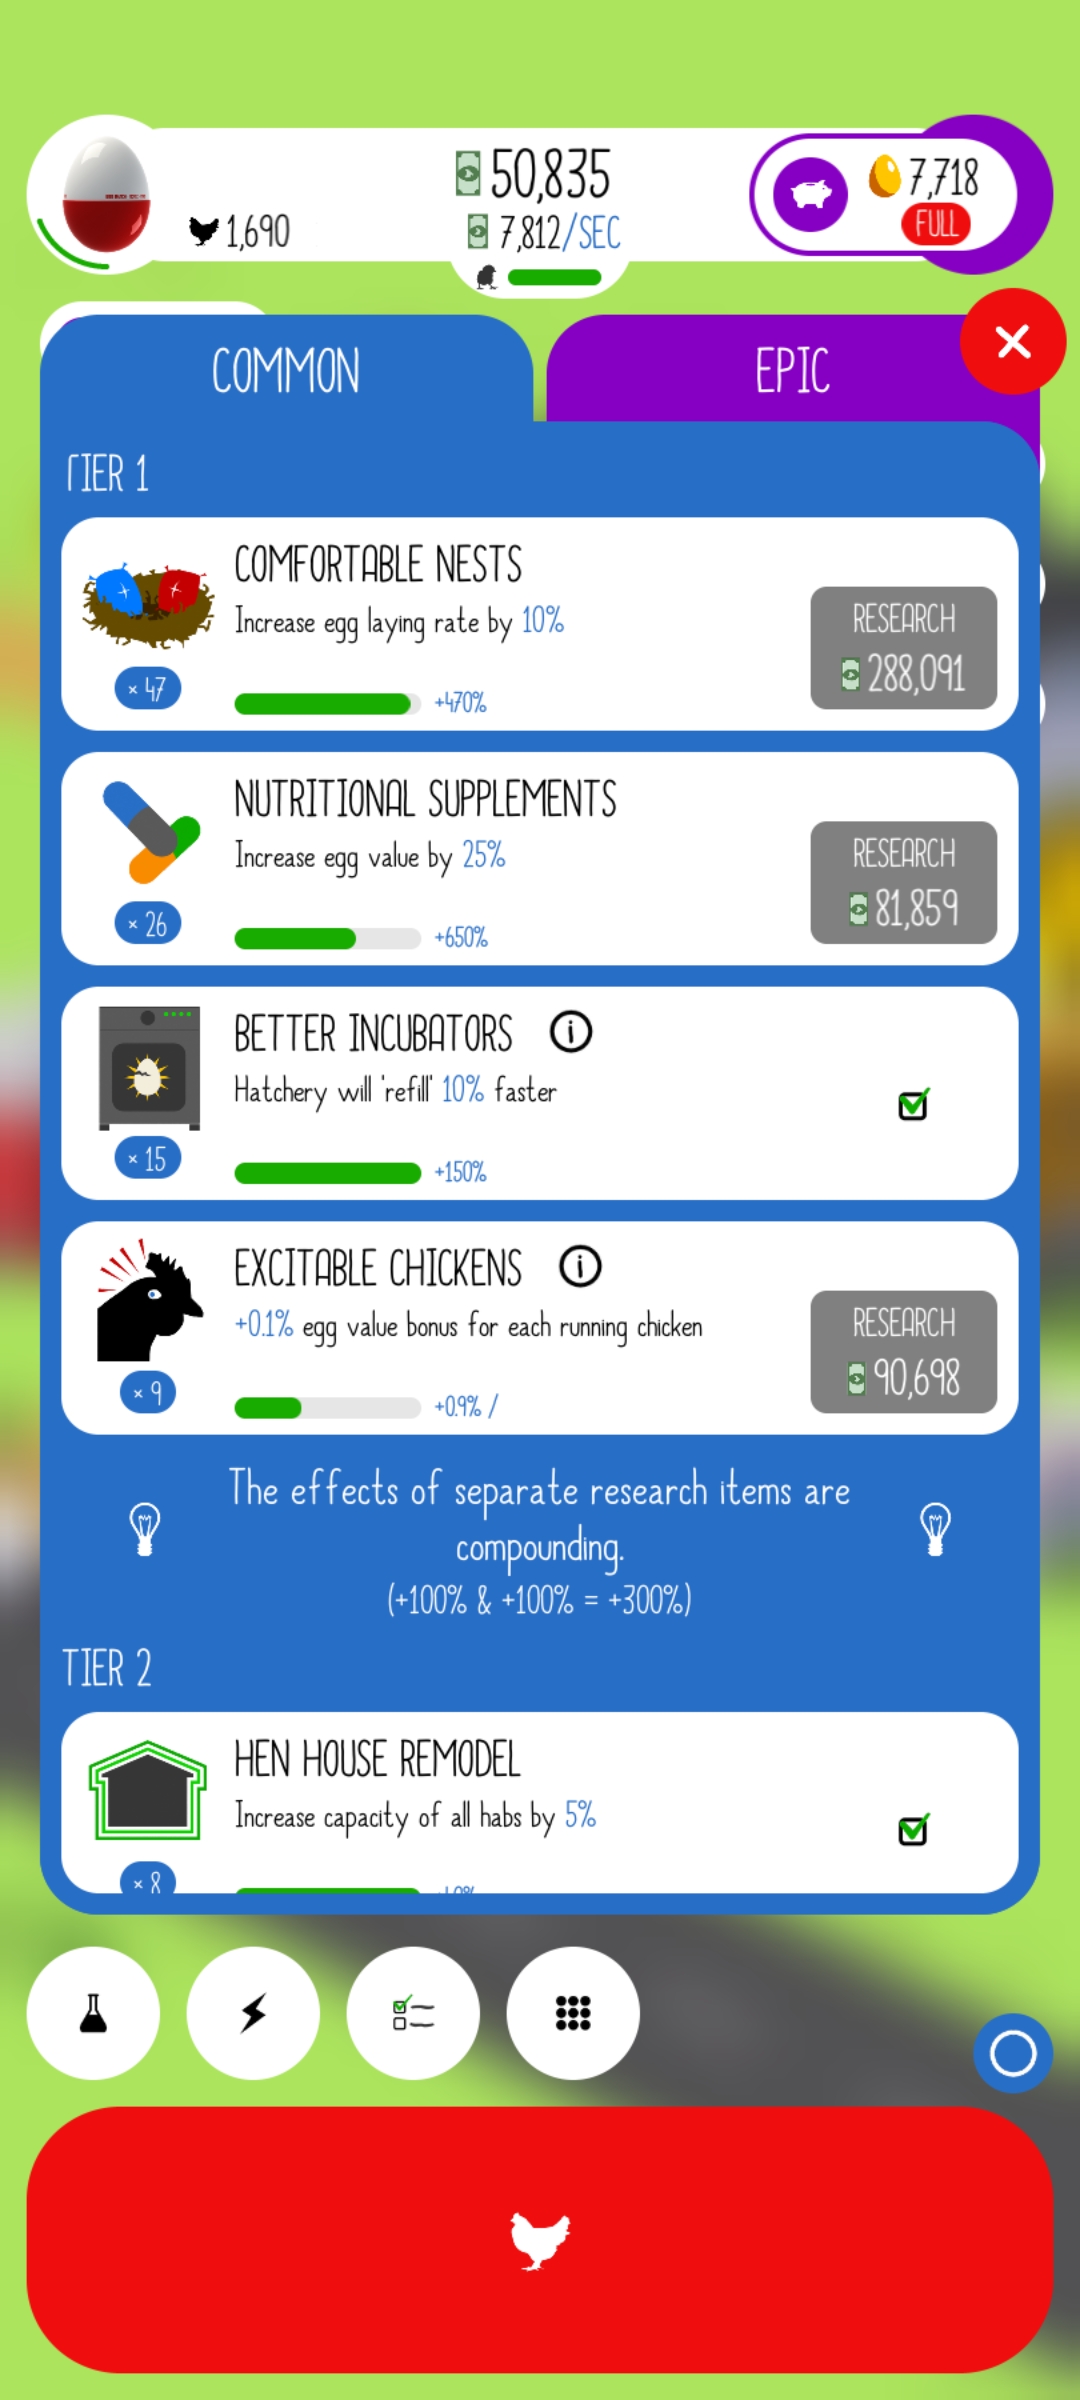 50,835
7,718
1,690
7,812/SEC
FULL
COMMON
EPIC
TIER 1
COMFORTABLE NESTS
Increase egg laying rate by 10%
RESEARCH
288,091
× 47
+470%
NUTRITIONAL SUPPLEMENTS
Increase egg value by 25%
RESEARCH
81,859
× 26
+650%
BETTER INCUBATORS
Hatchery will 'refill' 10% faster
× 15
+150%
EXCITABLE CHICKENS
+0.1% egg value bonus for each running chicken
RESEARCH
90,698
× 9
+0.9% /
The effects of separate research items are
compounding.
(+100% & +100% = +300%)
TIER 2
HEN HOUSE REMODEL
Increase capacity of all habs by 5%
× 8